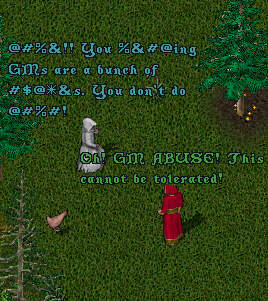 @#%&!! You %&#@ing
GMs are a bunch of
#$@*&s. You don't do
@#%#!
Oh! GM ABUSE! This
cannot be tolerated!